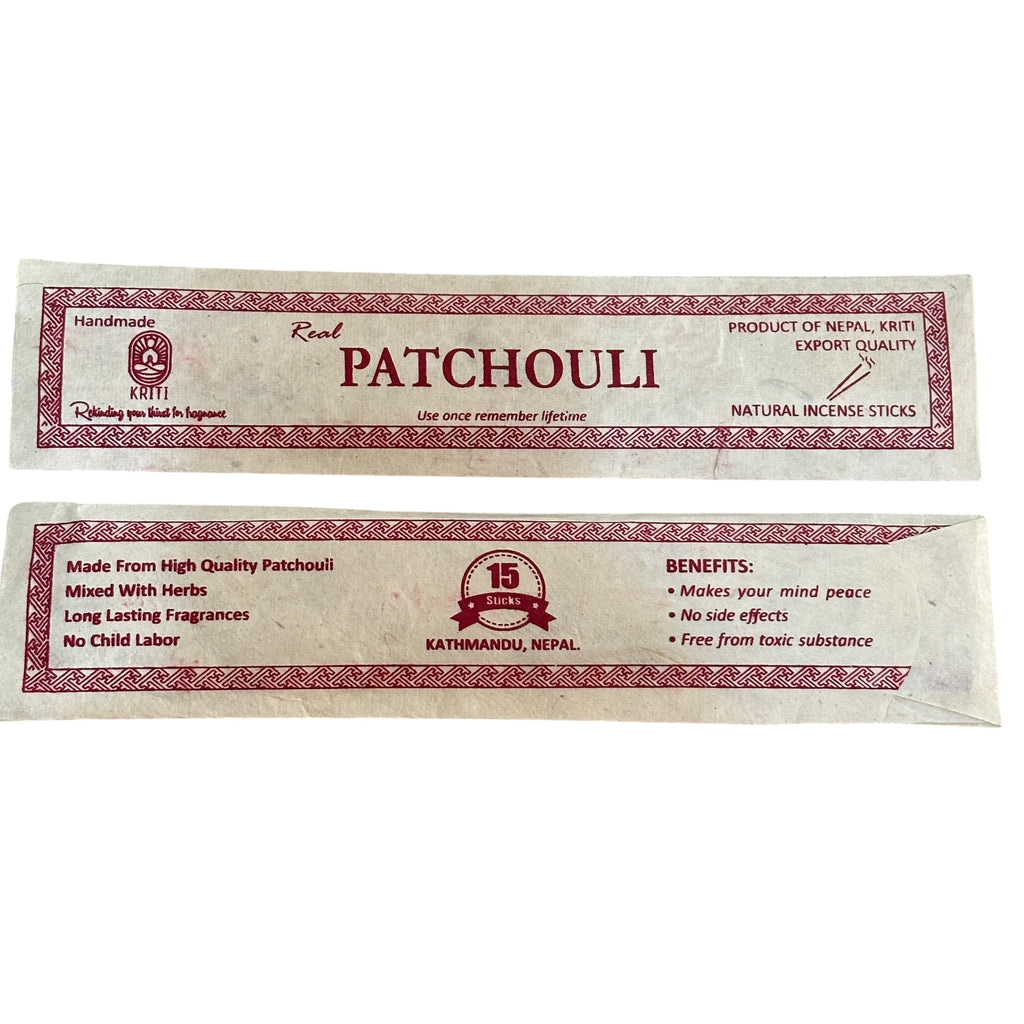 Handmade
KRITI
Rekinding your thirst for fragnance
Real
PATCHOULI
Use once remember lifetime
PRODUCT OF NEPAL, KRITI
EXPORT QUALITY
NATURAL INCENSE STICKS
Made From High Quality Patchouli
Mixed With Herbs
Long Lasting Fragrances
No Child Labor
15
Sticks
KATHMANDU, NEPAL.
BENEFITS:
• Makes your mind peace
• No side effects
• Free from toxic substance